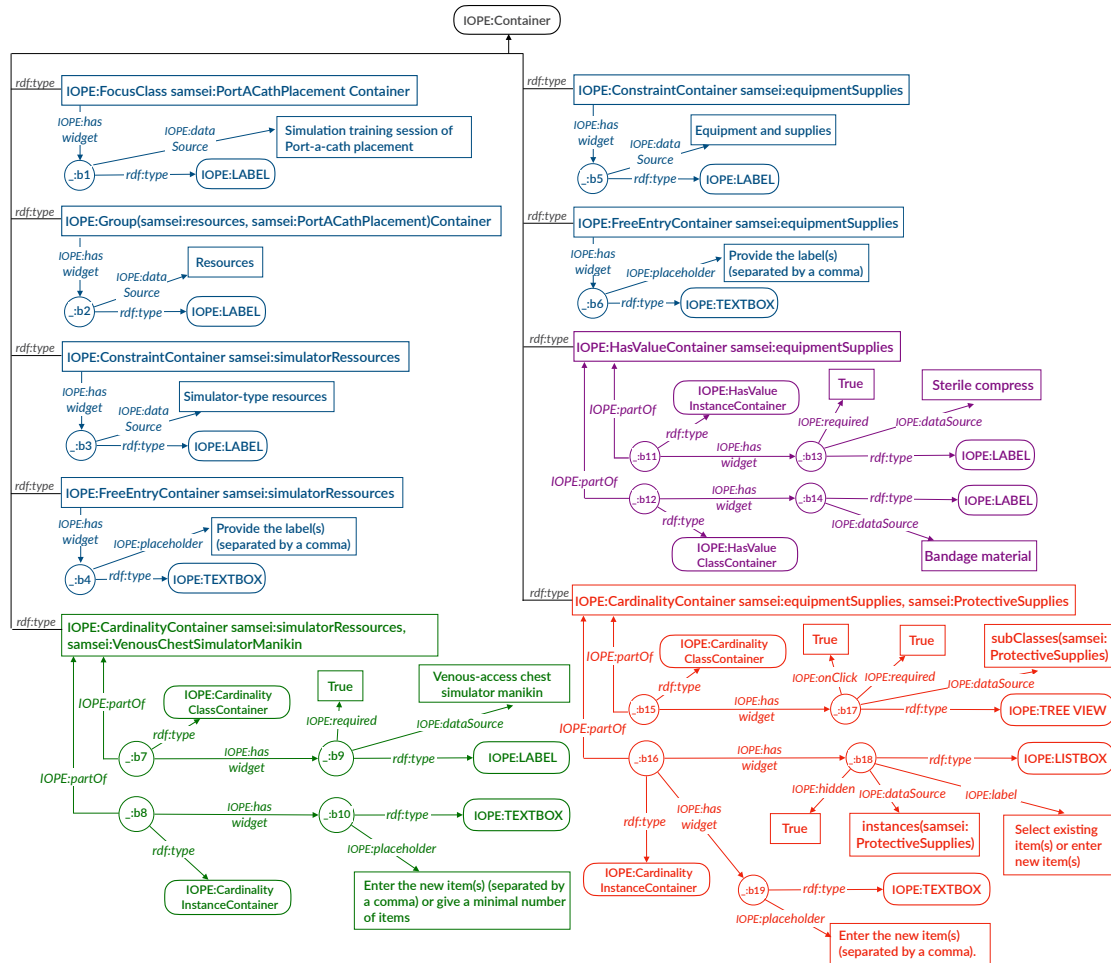 IOPE:Container
rdf:type
IOPE:FocusClass samsei:PortACathPlacement Container
IOPE:has
widget
IOPE:data
Source
Simulation training session of
Port-a-cath placement
_:b1
rdf:type
IOPE:LABEL
rdf:type
IOPE:Group(samsei:resources, samsei:PortACathPlacement)Container
IOPE:has
widget
IOPE:data
Source
Resources
_:b2
rdf:type
IOPE:LABEL
rdf:type
IOPE:ConstraintContainer samsei:simulatorRessources
IOPE:has
widget
IOPE:data
Source
Simulator-type resources
_:b3
rdf:type
IOPE:LABEL
rdf:type
IOPE:FreeEntryContainer samsei:simulatorRessources
IOPE:has
widget
IOPE:placeholder
Provide the label(s)
(separated by a comma)
_:b4
rdf:type
IOPE:TEXTBOX
rdf:type
IOPE:CardinalityContainer samsei:simulatorRessources,
samsei:VenousChestSimulatorManikin
IOPE:partOf
IOPE:partOf
IOPE:Cardinality
ClassContainer
rdf:type
True
IOPE:required
Venous-access chest
simulator manikin
IOPE:dataSource
_:b7
IOPE:has
widget
_:b9
rdf:type
IOPE:LABEL
_:b8
IOPE:has
widget
_:b10
rdf:type
IOPE:TEXTBOX
rdf:type
IOPE:Cardinality
InstanceContainer
IOPE:placeholder
Enter the new item(s) (separated by
a comma) or give a minimal number
of items
rdf:type
IOPE:ConstraintContainer samsei:equipmentSupplies
IOPE:has
widget
IOPE:data
Source
Equipment and supplies
_:b5
rdf:type
IOPE:LABEL
rdf:type
IOPE:FreeEntryContainer samsei:equipmentSupplies
IOPE:has
widget
IOPE:placeholder
Provide the label(s)
(separated by a comma)
_:b6
rdf:type
IOPE:TEXTBOX
rdf:type
IOPE:HasValueContainer samsei:equipmentSupplies
IOPE:partOf
IOPE:partOf
IOPE:HasValue
InstanceContainer
rdf:type
True
IOPE:required
Sterile compress
IOPE:dataSource
_:b11
IOPE:has
widget
_:b13
rdf:type
IOPE:LABEL
_:b12
IOPE:has
widget
_:b14
rdf:type
IOPE:LABEL
rdf:type
IOPE:HasValue
ClassContainer
IOPE:dataSource
Bandage material
rdf:type
IOPE:CardinalityContainer samsei:equipmentSupplies, samsei:ProtectiveSupplies
IOPE:partOf
IOPE:partOf
IOPE:Cardinality
ClassContainer
rdf:type
True
IOPE:onClick
True
IOPE:required
subClasses(samsei:
ProtectiveSupplies)
IOPE:dataSource
_:b15
IOPE:has
widget
_:b17
rdf:type
IOPE:TREE VIEW
_:b16
IOPE:has
widget
_:b18
rdf:type
IOPE:LISTBOX
IOPE:hidden
True
IOPE:dataSource
instances(samsei:
ProtectiveSupplies)
IOPE:label
Select existing
item(s) or enter
new item(s)
rdf:type
IOPE:Cardinality
InstanceContainer
IOPE:has
widget
_:b19
rdf:type
IOPE:TEXTBOX
IOPE:placeholder
Enter the new item(s)
(separated by a comma).